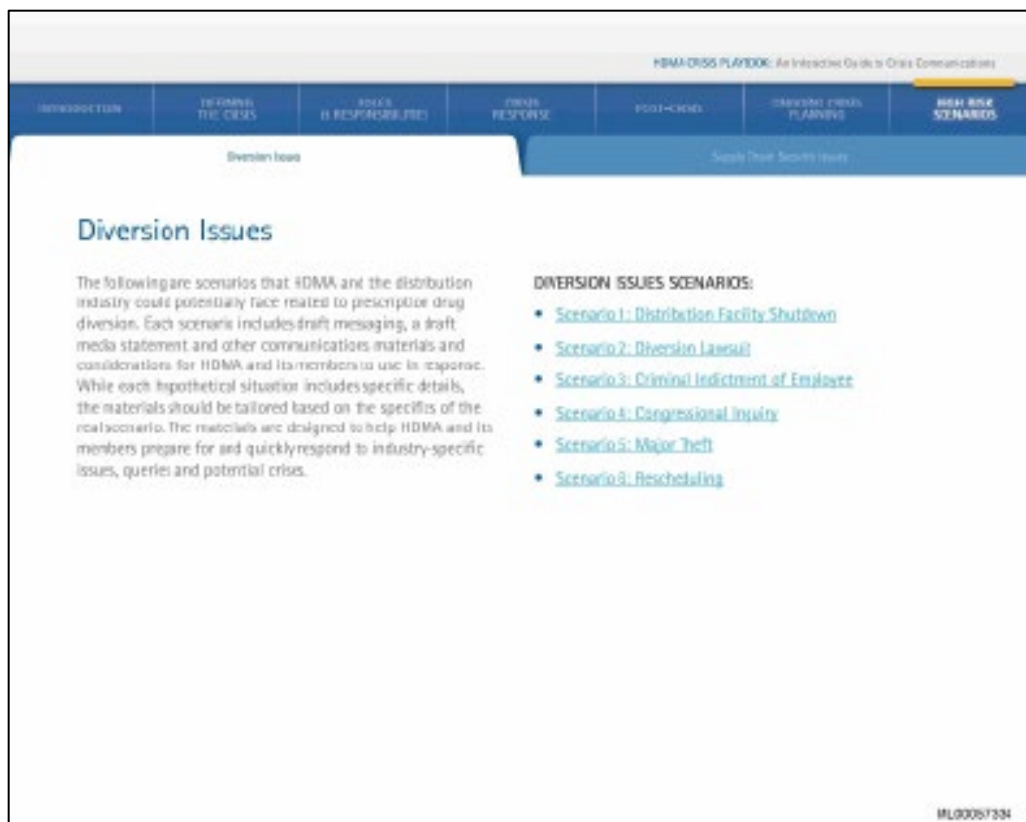 HDMA CRISIS PLAYBOOK: An Interactive Guide to Crisis Communications
INTRODUCTION
DEFINING
THE CRISIS
ROLES
& RESPONSIBILITIES
CRISIS
RESPONSE
POST-CRISIS
ONGOING CRISIS
PLANNING
HIGH RISK
SCENARIOS
Diversion Issues
Supply Chain Security Issues
Diversion Issues
The following are scenarios that HDMA and the distribution
industry could potentially face related to prescription drug
diversion. Each scenario includes draft messaging, a draft
media statement and other communications materials and
considerations for HDMA and its members to use in response.
While each hypothetical situation includes specific details,
the materials should be tailored based on the specifics of the
real scenario. The materials are designed to help HDMA and its
members prepare for and quickly respond to industry-specific
issues, queries and potential crises.
DIVERSION ISSUES SCENARIOS:
• Scenario 1: Distribution Facility Shutdown
• Scenario 2: Diversion Lawsuit
• Scenario 3: Criminal Indictment of Employee
• Scenario 4: Congressional Inquiry
• Scenario 5: Major Theft
• Scenario 6: Rescheduling